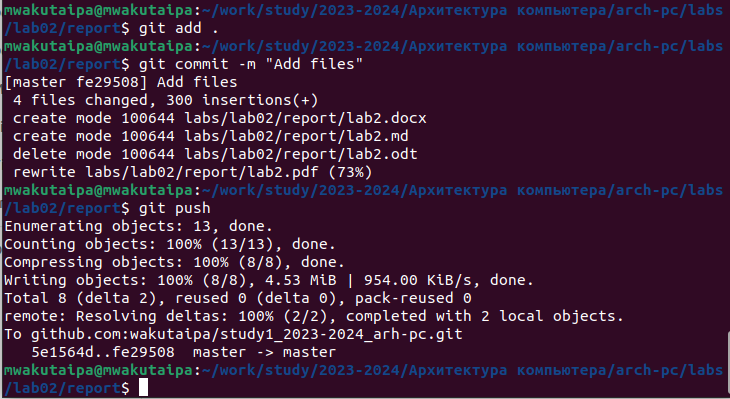 mwakutaipa@mwakutaipa:~/work/study/2023-2024/Архитектура компьютера/arch-pc/labs
/lab02/report$ git add .
mwakutaipa@mwakutaipa:~/work/study/2023-2024/Архитектура компьютера/arch-pc/labs
/lab02/report$ git commit -m "Add files"
[master fe29508] Add files
 4 files changed, 300 insertions(+)
 create mode 100644 labs/lab02/report/lab2.docx
 create mode 100644 labs/lab02/report/lab2.md
 delete mode 100644 labs/lab02/report/lab2.odt
 rewrite labs/lab02/report/lab2.pdf (73%)
mwakutaipa@mwakutaipa:~/work/study/2023-2024/Архитектура компьютера/arch-pc/labs
/lab02/report$ git push
Enumerating objects: 13, done.
Counting objects: 100% (13/13), done.
Compressing objects: 100% (8/8), done.
Writing objects: 100% (8/8), 4.53 MiB | 954.00 KiB/s, done.
Total 8 (delta 2), reused 0 (delta 0), pack-reused 0
remote: Resolving deltas: 100% (2/2), completed with 2 local objects.
To github.com:wakutaipa/study1_2023-2024_arh-pc.git
   5e1564d..fe29508  master -> master
mwakutaipa@mwakutaipa:~/work/study/2023-2024/Архитектура компьютера/arch-pc/labs
/lab02/report$